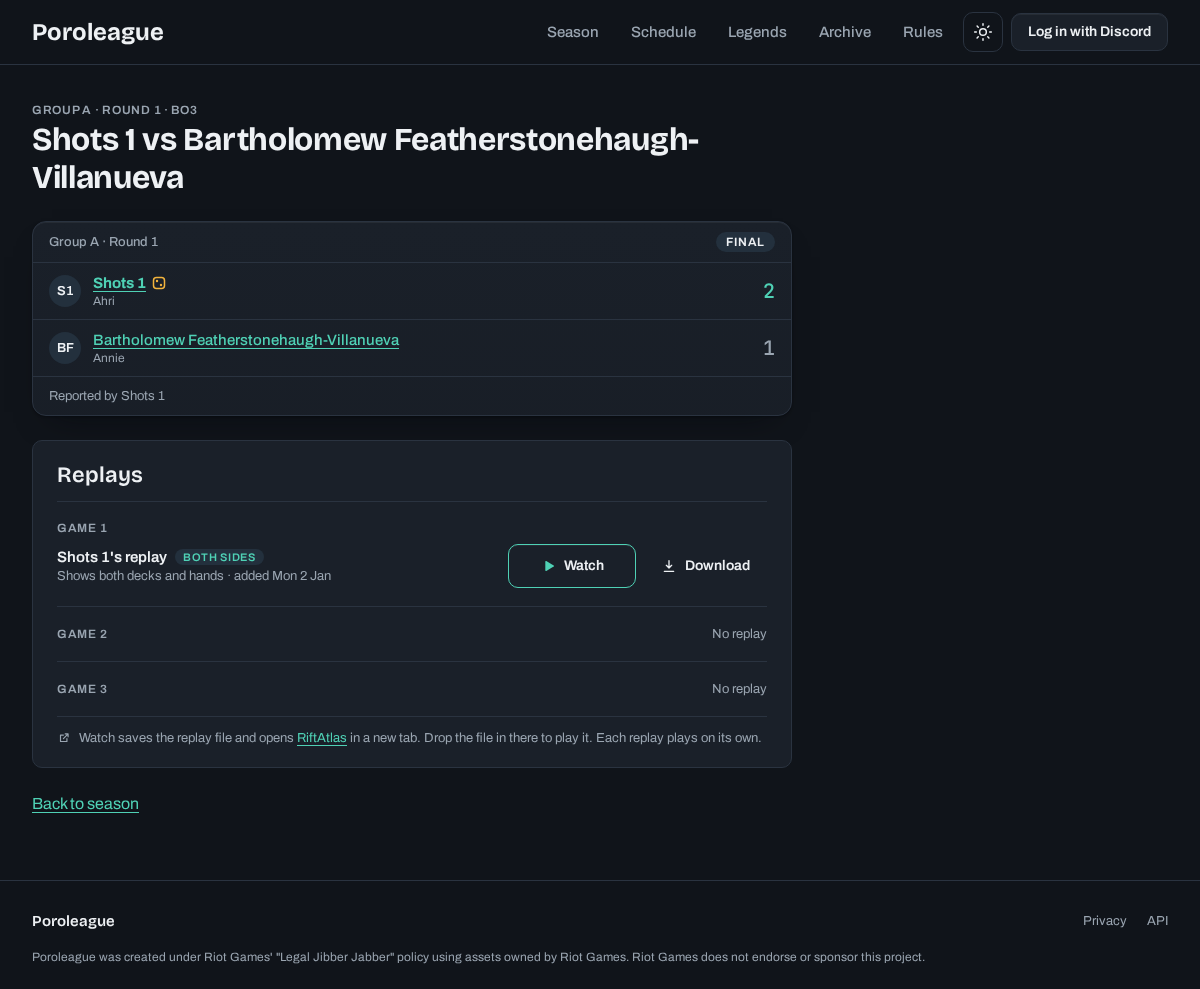 Poroleague
Season
Schedule
Legends
Archive
Rules
Log in with Discord
GROUP A · ROUND 1 · BO3
Shots 1 vs Bartholomew Featherstonehaugh-
Villanueva
Group A · Round 1
FINAL
S1
Shots 1
2
Ahri
BF
Bartholomew Featherstonehaugh-Villanueva
1
Annie
Reported by Shots 1
Replays
GAME 1
Shots 1's replay
BOTH SIDES
Shows both decks and hands · added Mon 2 Jan
Watch
Download
GAME 2
No replay
GAME 3
No replay
Watch saves the replay file and opens RiftAtlas in a new tab. Drop the file in there to play it. Each replay plays on its own.
Back to season
Poroleague
Privacy
API
Poroleague was created under Riot Games' "Legal Jibber Jabber" policy using assets owned by Riot Games. Riot Games does not endorse or sponsor this project.